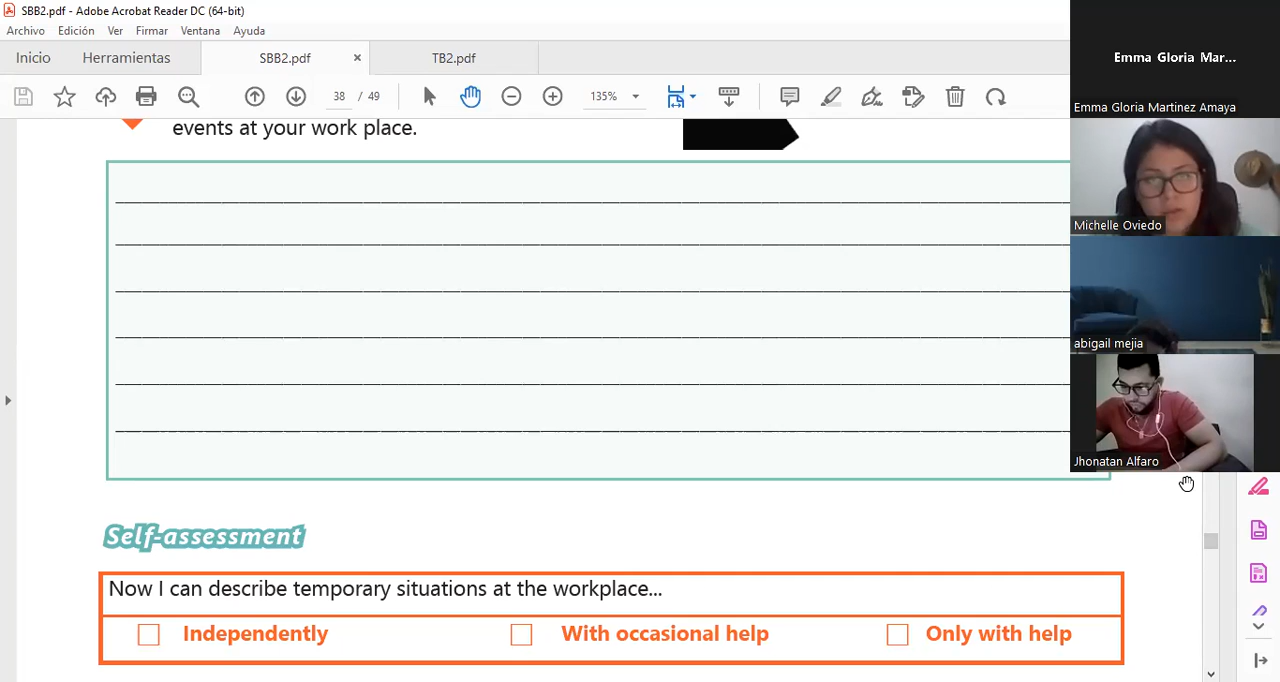 SBB2.pdf - Adobe Acrobat Reader DC (64-bit)
Archivo Edición Ver Firmar Ventana Ayuda
Inicio Herramientas SBB2.pdf × TB2.pdf
38 / 49 135%
events at your work place.
Emma Gloria Mar...
Emma Gloria Martínez Amaya
Michelle Oviedo
abigail mejia
Jhonatan Alfaro
Self-assessment
Now I can describe temporary situations at the workplace...
Independently With occasional help Only with help